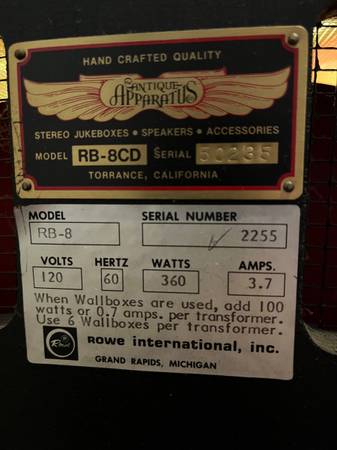 HAND CRAFTED QUALITY
ANTIQUE
APPARATUS
STEREO JUKEBOXES • SPEAKERS • ACCESSORIES
MODEL RB-8CD SERIAL 50235
TORRANCE, CALIFORNIA
MODEL SERIAL NUMBER
RB-8 2255
VOLTS HERTZ WATTS AMPS.
120 60 360 3.7
When Wallboxes are used, add 100
watts or 0.7 amps. per transformer.
Use 6 Wallboxes per transformer.
Rowe rowe international, inc.
GRAND RAPIDS, MICHIGAN